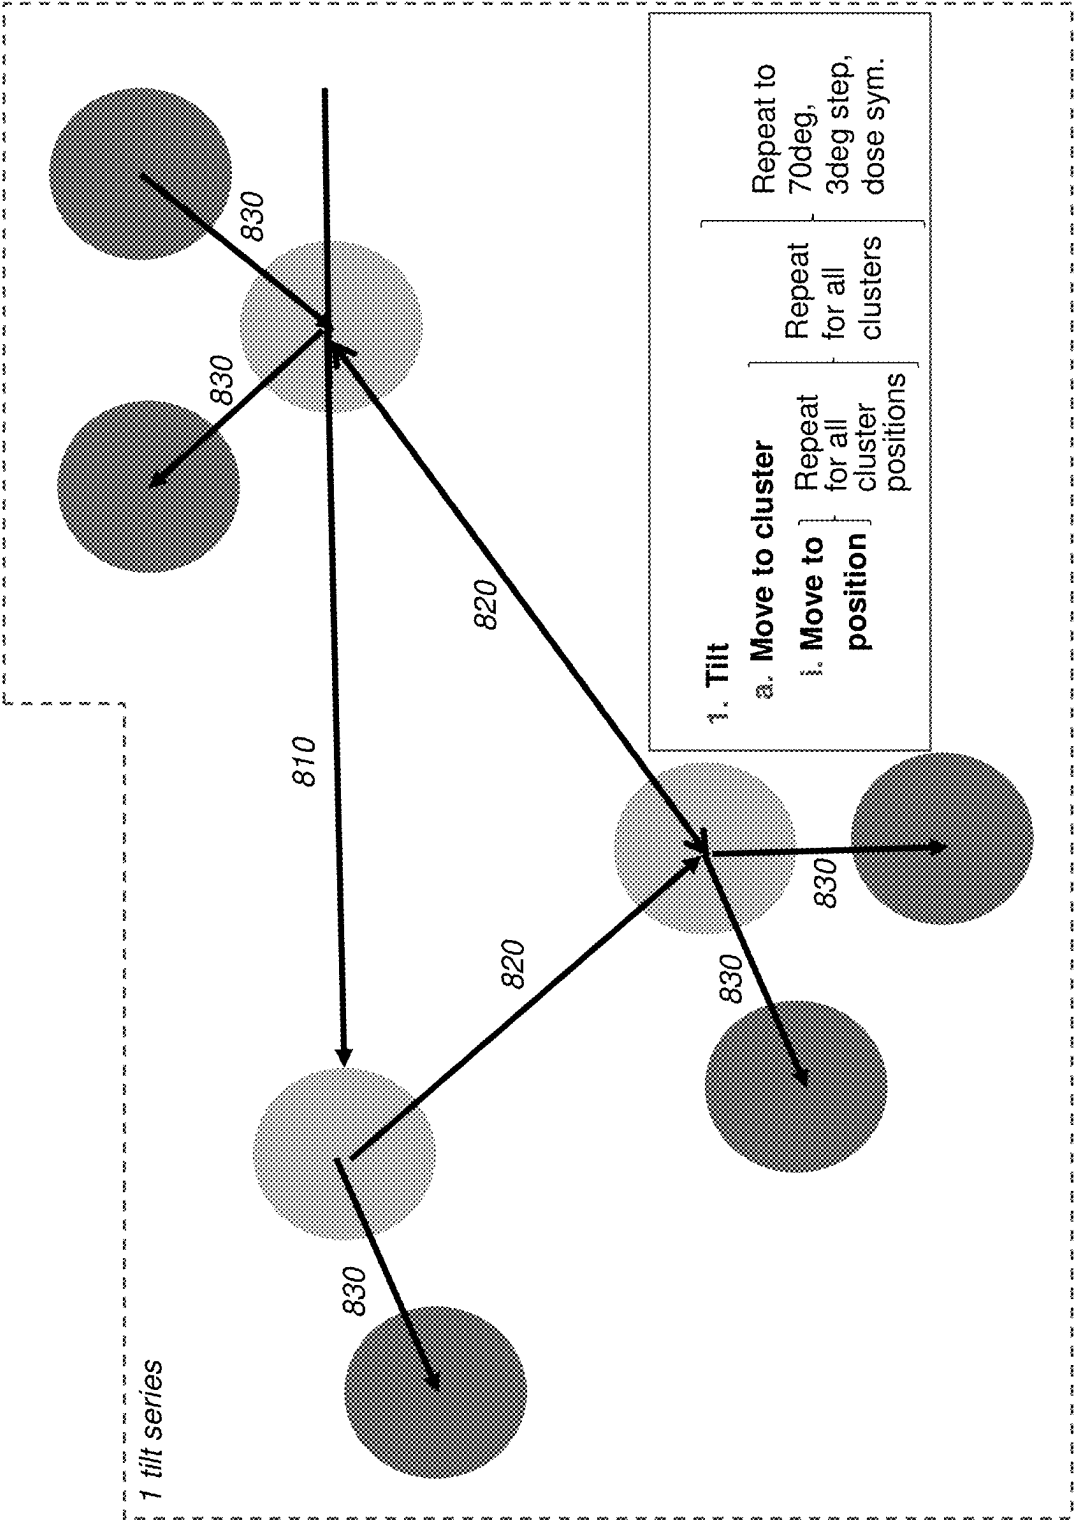 1 tilt series
830
810
820
830
830
820
830
830
1. Tilt
a. Move to cluster
i. Move to
position
Repeat
for all
cluster
positions
Repeat
for all
clusters
Repeat to
70deg,
3deg step,
dose sym.